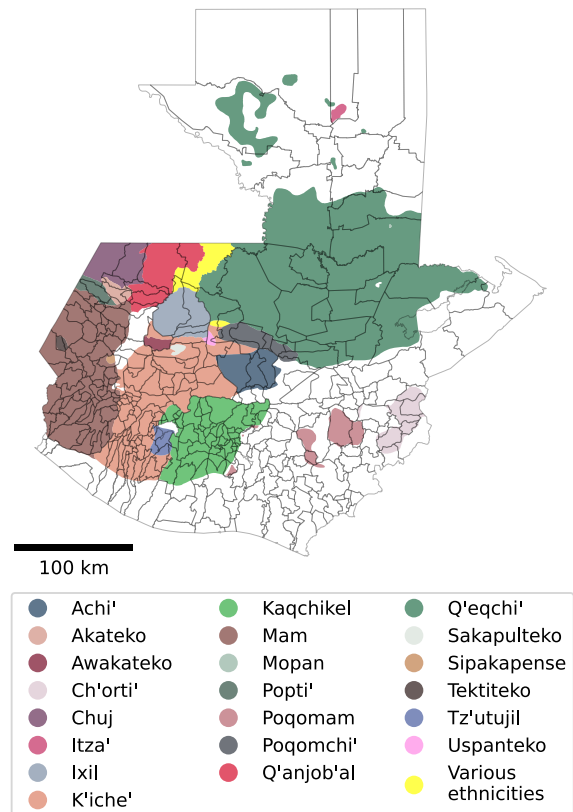 100 km
Achi'
Akateko
Awakateko
Ch'orti'
Chuj
Itza'
Ixil
K'iche'
Kaqchikel
Mam
Mopan
Popti'
Poqomam
Poqomchi'
Q'anjob'al
Q'eqchi'
Sakapulteko
Sipakapense
Tektiteko
Tz'utujil
Uspanteko
Various
ethnicities